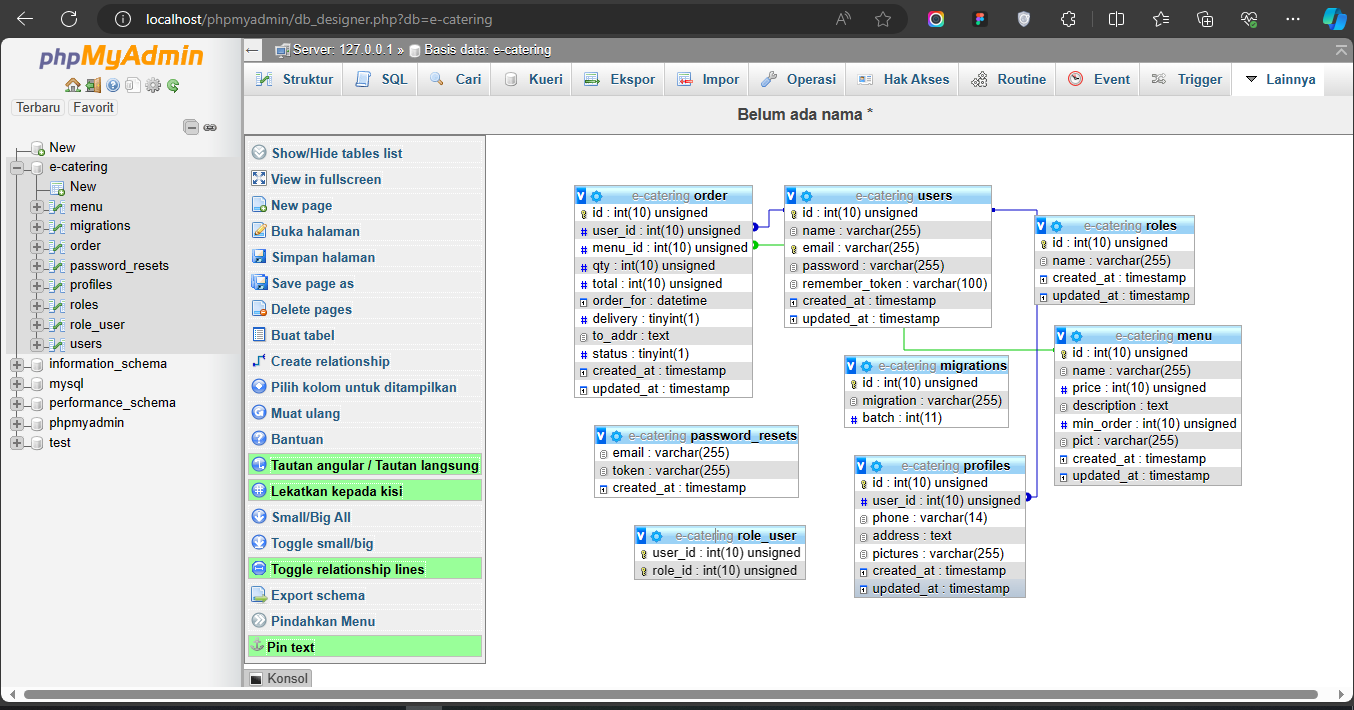 localhost/phpmyadmin/db_designer.php?db=e-catering
phpMyAdmin
Terbaru Favorit
New
e-catering
New
menu
migrations
order
password_resets
profiles
roles
role_user
users
information_schema
mysql
performance_schema
phpmyadmin
test
Server: 127.0.0.1 » Basis data: e-catering
Struktur SQL Cari Kueri Ekspor Impor Operasi Hak Akses Routine Event Trigger Lainnya
Belum ada nama *
Show/Hide tables list
View in fullscreen
New page
Buka halaman
Simpan halaman
Save page as
Delete pages
Buat tabel
Create relationship
Pilih kolom untuk ditampilkan
Muat ulang
Bantuan
Tautan angular / Tautan langsung
Lekatkan kepada kisi
Small/Big All
Toggle small/big
Toggle relationship lines
Export schema
Pindahkan Menu
Pin text
Konsol
e-catering order
id : int(10) unsigned
user_id : int(10) unsigned
menu_id : int(10) unsigned
qty : int(10) unsigned
total : int(10) unsigned
order_for : datetime
delivery : tinyint(1)
to_addr : text
status : tinyint(1)
created_at : timestamp
updated_at : timestamp
e-catering users
id : int(10) unsigned
name : varchar(255)
email : varchar(255)
password : varchar(255)
remember_token : varchar(100)
created_at : timestamp
updated_at : timestamp
e-catering roles
id : int(10) unsigned
name : varchar(255)
created_at : timestamp
updated_at : timestamp
e-catering menu
id : int(10) unsigned
name : varchar(255)
price : int(10) unsigned
description : text
min_order : int(10) unsigned
pict : varchar(255)
created_at : timestamp
updated_at : timestamp
e-catering migrations
id : int(10) unsigned
migration : varchar(255)
batch : int(11)
e-catering password_resets
email : varchar(255)
token : varchar(255)
created_at : timestamp
e-catering profiles
id : int(10) unsigned
user_id : int(10) unsigned
phone : varchar(14)
address : text
pictures : varchar(255)
created_at : timestamp
updated_at : timestamp
e-catering role_user
user_id : int(10) unsigned
role_id : int(10) unsigned